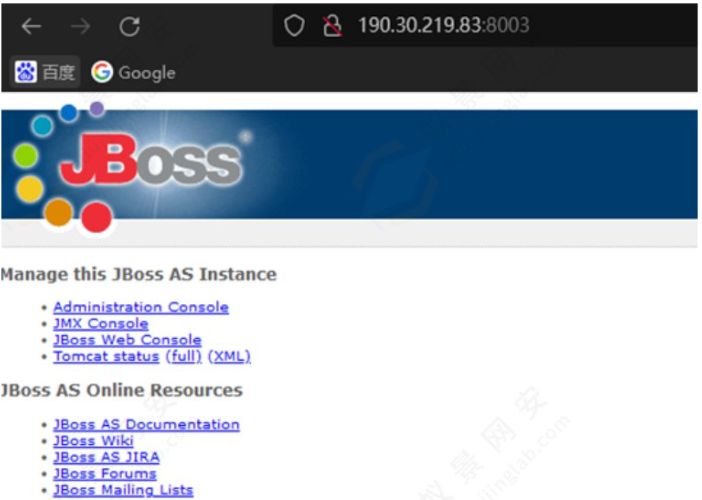 190.30.219.83:8003
百度 Google
JBoss®
Manage this JBoss AS Instance
• Administration Console
• JMX Console
• JBoss Web Console
• Tomcat status (full) (XML)
JBoss AS Online Resources
• JBoss AS Documentation
• JBoss Wiki
• JBoss AS JIRA
• JBoss Forums
• JBoss Mailing Lists